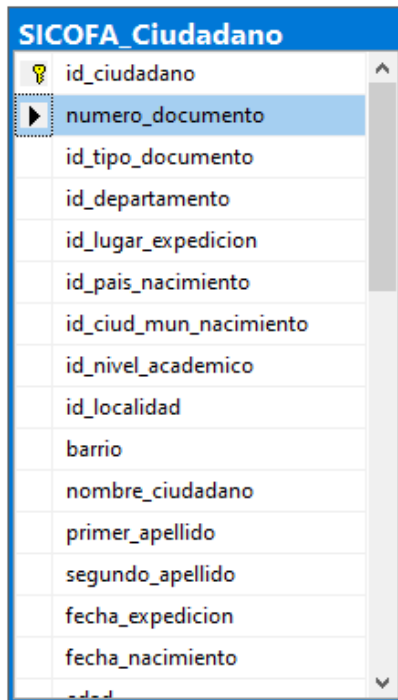 SICOFA_Ciudadano
id_ciudadano
numero_documento
id_tipo_documento
id_departamento
id_lugar_expedicion
id_pais_nacimiento
id_ciud_mun_nacimiento
id_nivel_academico
id_localidad
barrio
nombre_ciudadano
primer_apellido
segundo_apellido
fecha_expedicion
fecha_nacimiento